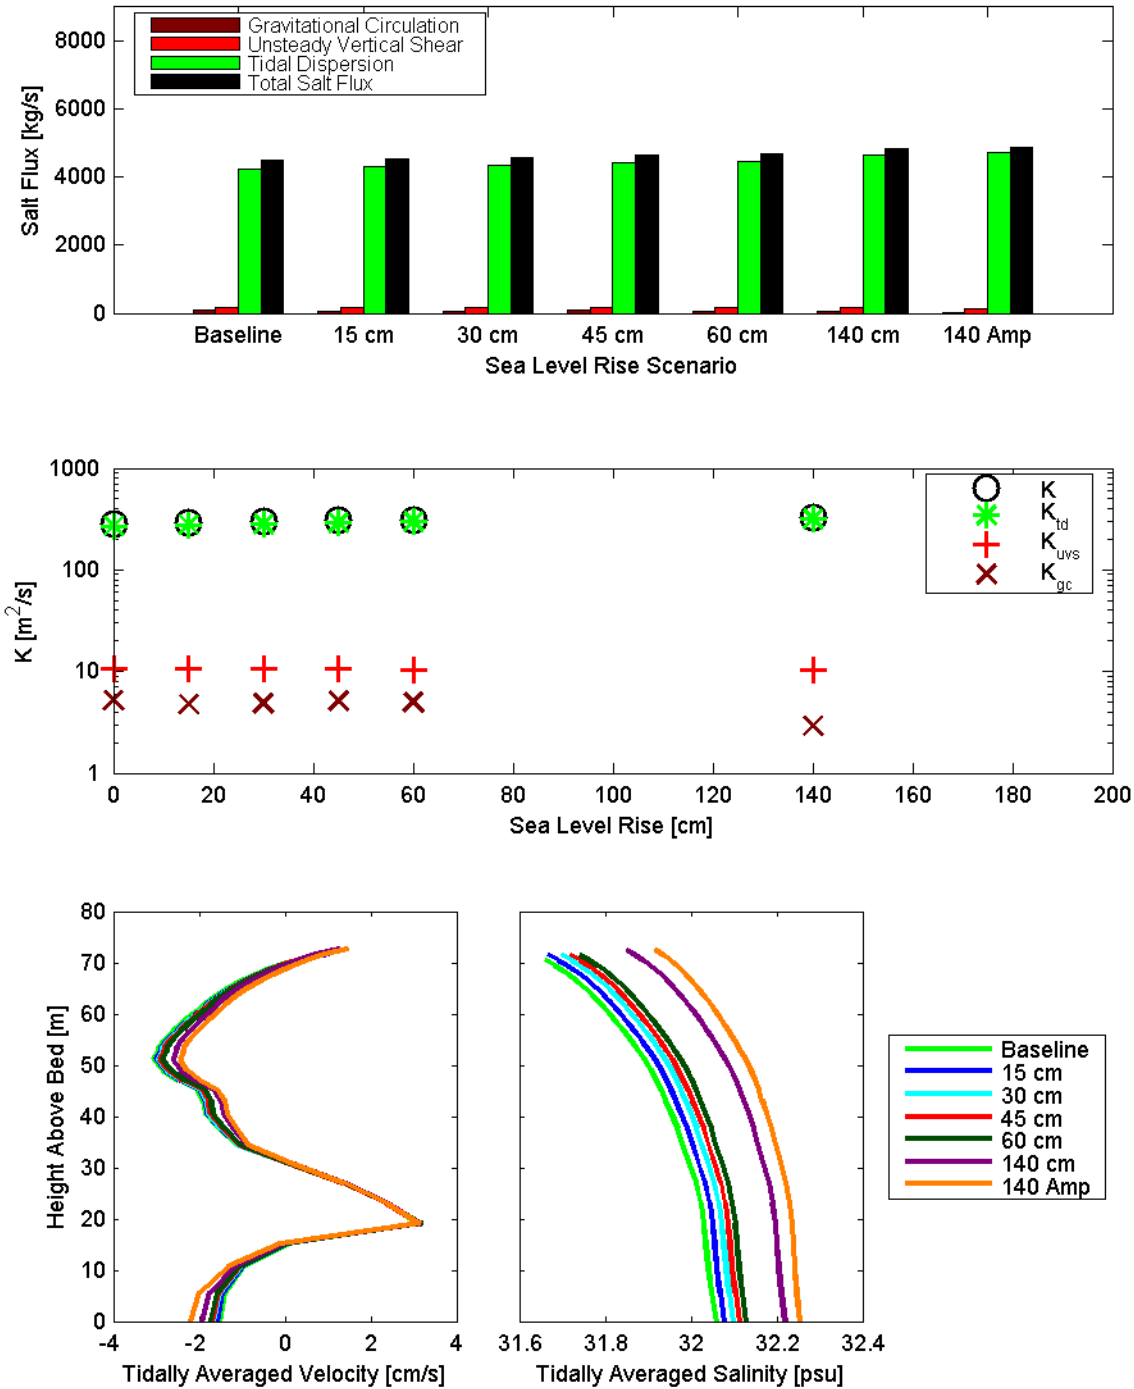 8000
6000
4000
2000
0
Salt Flux [kg/s]
Gravitational Circulation
Unsteady Vertical Shear
Tidal Dispersion
Total Salt Flux
Baseline 15 cm 30 cm 45 cm 60 cm 140 cm 140 Amp
Sea Level Rise Scenario
1000
100
10
1
K [m²/s]
K
K_td
K_uvs
K_gc
0 20 40 60 80 100 120 140 160 180 200
Sea Level Rise [cm]
80
70
60
50
40
30
20
10
0
Height Above Bed [m]
-4 -2 0 2 4
Tidally Averaged Velocity [cm/s]
31.6 31.8 32 32.2 32.4
Tidally Averaged Salinity [psu]
Baseline
15 cm
30 cm
45 cm
60 cm
140 cm
140 Amp